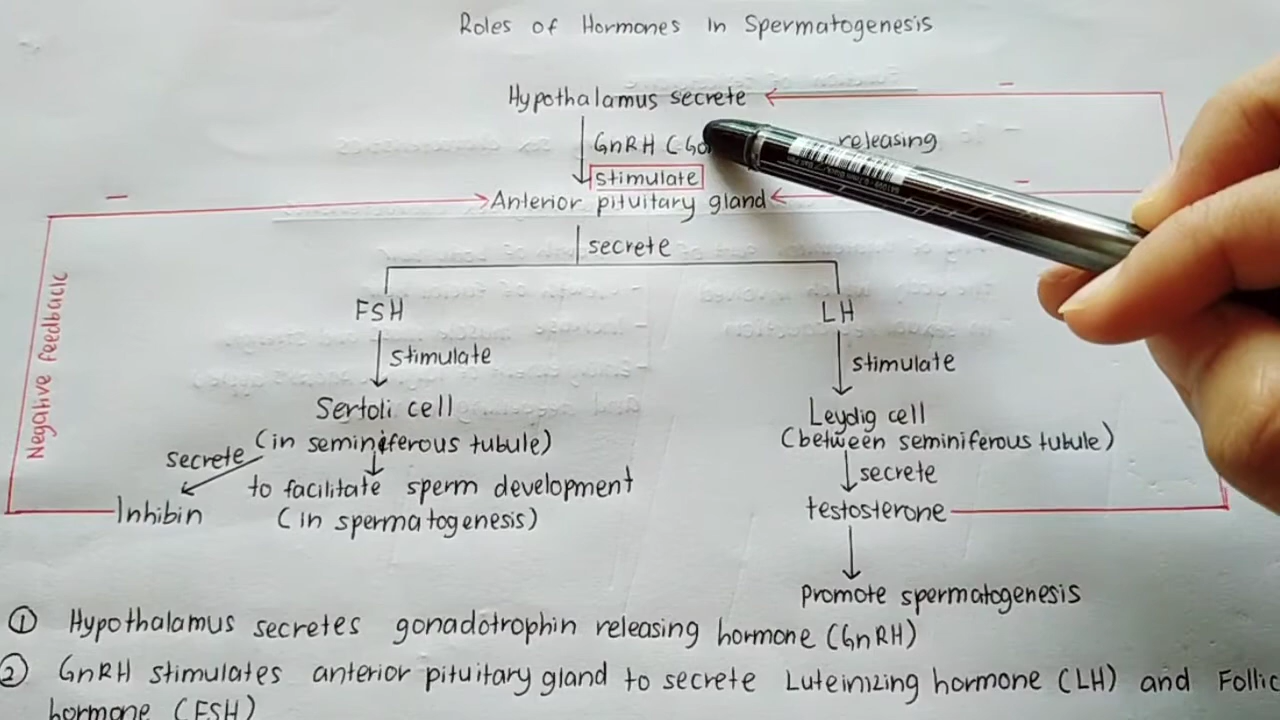 Roles of Hormones in Spermatogenesis
Hypothalamus secrete
GnRH ( releasing
stimulate
Anterior pituitary gland
secrete
FSH
LH
stimulate
stimulate
Sertoli cell
Leydig cell
(in seminiferous tubule)
(between seminiferous tubule)
secrete
secrete
to facilitate sperm development
Inhibin
(in spermatogenesis)
testosterone
Promote spermatogenesis
Negative feedback
① Hypothalamus secretes gonadotrophin releasing hormone (GnRH)
② GnRH stimulates anterior pituitary gland to secrete Luteinizing hormone (LH) and
hormone (FSH)